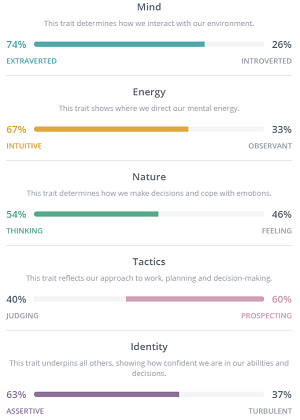 Mind
This trait determines how we interact with our environment.
74% 26%
EXTRAVERTED INTROVERTED
Energy
This trait shows where we direct our mental energy.
67% 33%
INTUITIVE OBSERVANT
Nature
This trait determines how we make decisions and cope with emotions.
54% 46%
THINKING FEELING
Tactics
This trait reflects our approach to work, planning and decision-making.
40% 60%
JUDGING PROSPECTING
Identity
This trait underpins all others, showing how confident we are in our abilities and
decisions.
63% 37%
ASSERTIVE TURBULENT